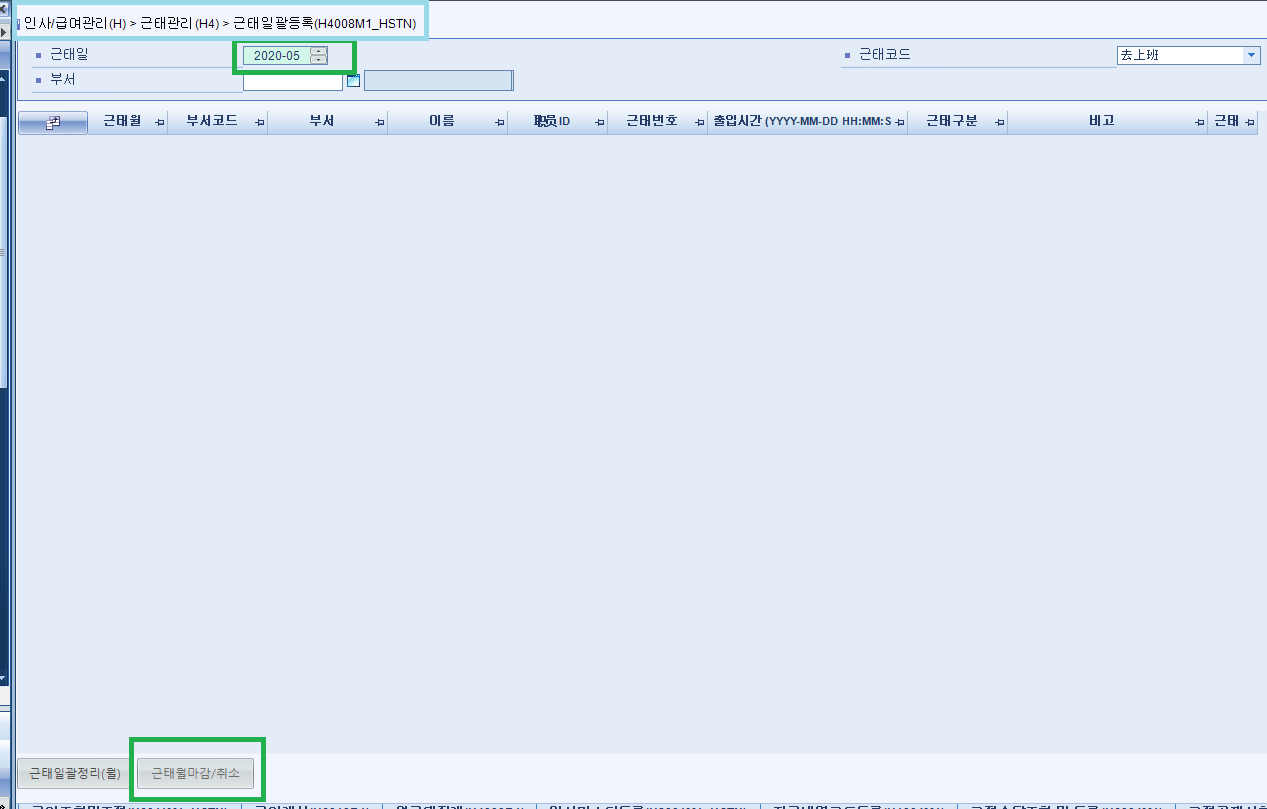 인사/급여관리(H) > 근태관리(H4) > 근태일괄등록(H4008M1_HSTN)
근태일 2020-05 근태코드 去上班
부서
근태월 부서코드 부서 이름 职员ID 근태번호 출입시간 (YYYY-MM-DD HH:MM:S 근태구분 비고 근태
근태일괄정리(월) 근태월마감/취소